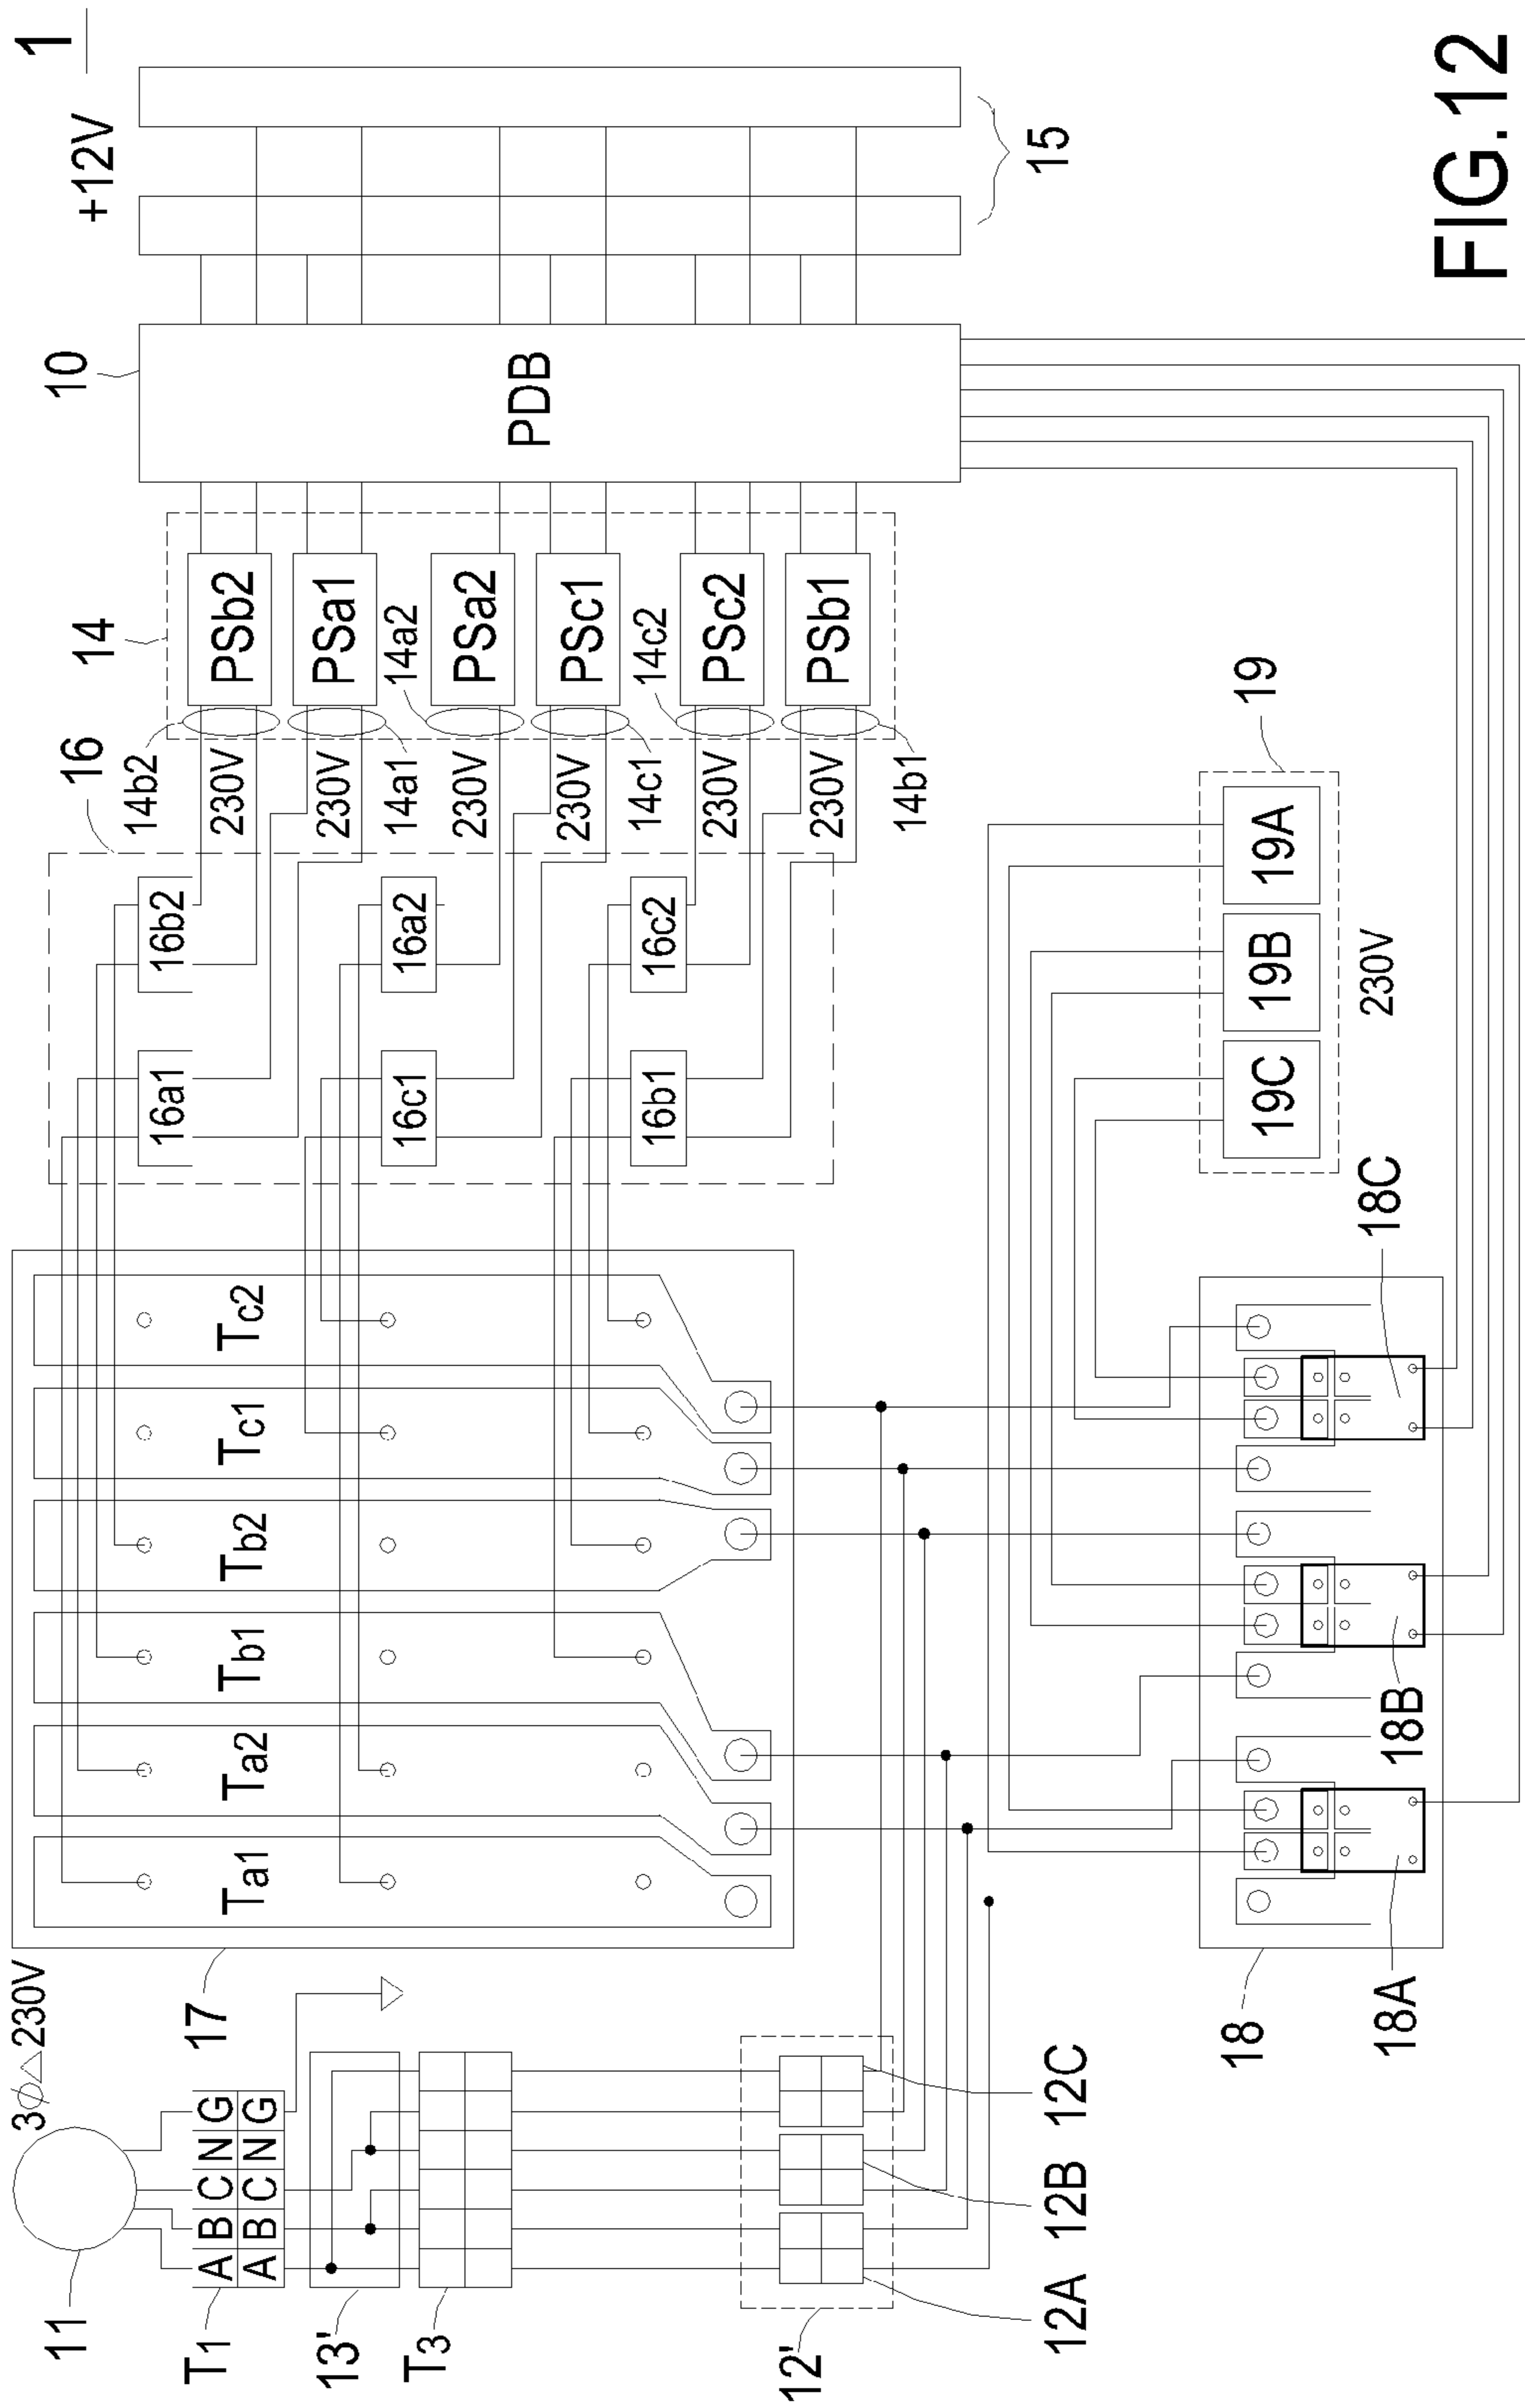 1
+12V
15
10
PDB
14
PSb2
PSa1
PSa2
PSc1
PSc2
PSb1
14b2
14a1
14a2
14c1
14c2
14b1
230V
230V
230V
230V
230V
230V
16
16b2
16a2
16c2
16a1
16c1
16b1
Tc2
Tc1
Tb2
Tb1
Ta2
Ta1
17
3 230V
11
A B C N G
A B C N G
T1
13'
T3
12'
12A
12B
12C
19
19A
19B
19C
230V
18
18A
18B
18C
FIG.12